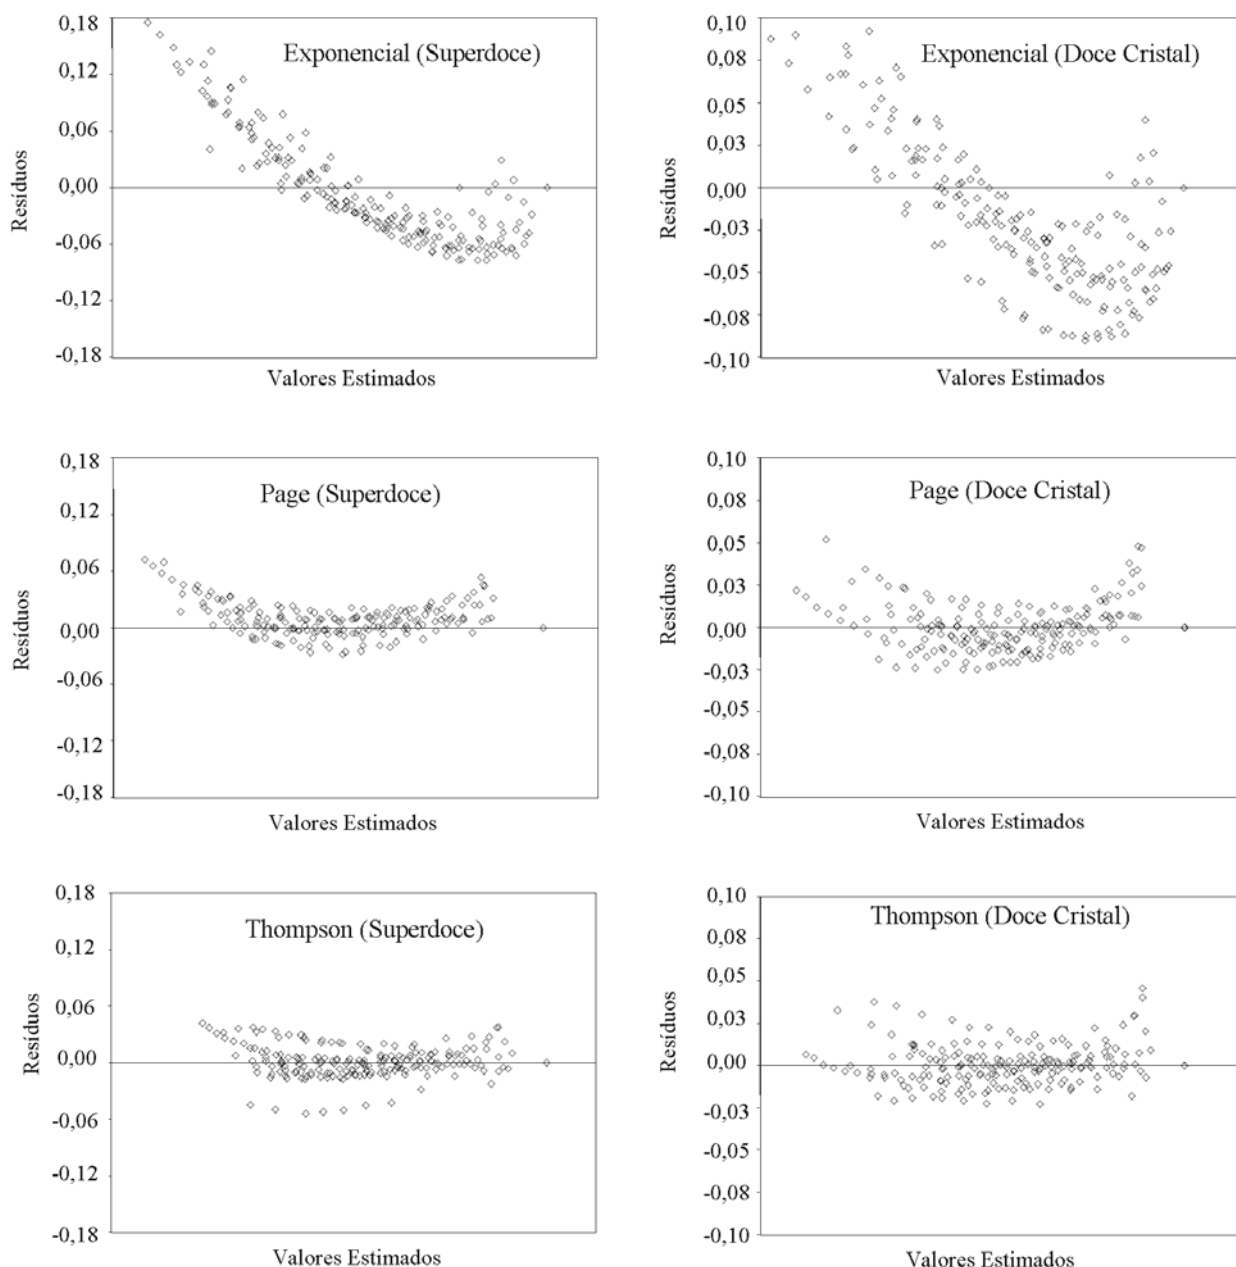 Exponencial (Superdoce)
Resíduos
0,18
0,12
0,06
0,00
-0,06
-0,12
-0,18
Valores Estimados
Exponencial (Doce Cristal)
Resíduos
0,10
0,08
0,05
0,03
0,00
-0,03
-0,05
-0,08
-0,10
Valores Estimados
Page (Superdoce)
Resíduos
0,18
0,12
0,06
0,00
-0,06
-0,12
-0,18
Valores Estimados
Page (Doce Cristal)
Resíduos
0,10
0,08
0,05
0,03
0,00
-0,03
-0,05
-0,08
-0,10
Valores Estimados
Thompson (Superdoce)
Resíduos
0,18
0,12
0,06
0,00
-0,06
-0,12
-0,18
Valores Estimados
Thompson (Doce Cristal)
Resíduos
0,10
0,08
0,05
0,03
0,00
-0,03
-0,05
-0,08
-0,10
Valores Estimados